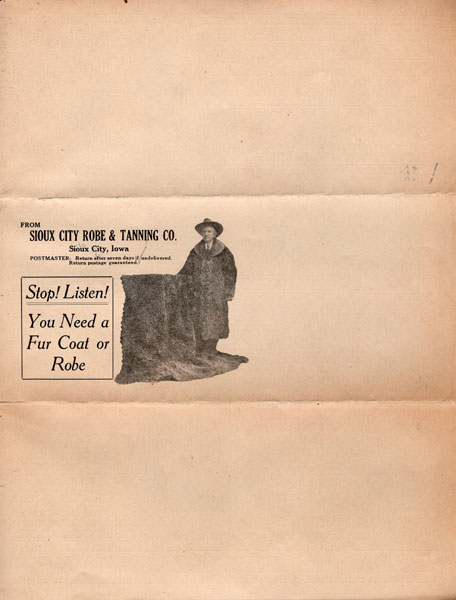 FROM
SIOUX CITY ROBE & TANNING CO.
Sioux City, Iowa
POSTMASTER: Return after seven days if undelivered.
Return postage guaranteed.
Stop! Listen!
You Need a
Fur Coat or
Robe